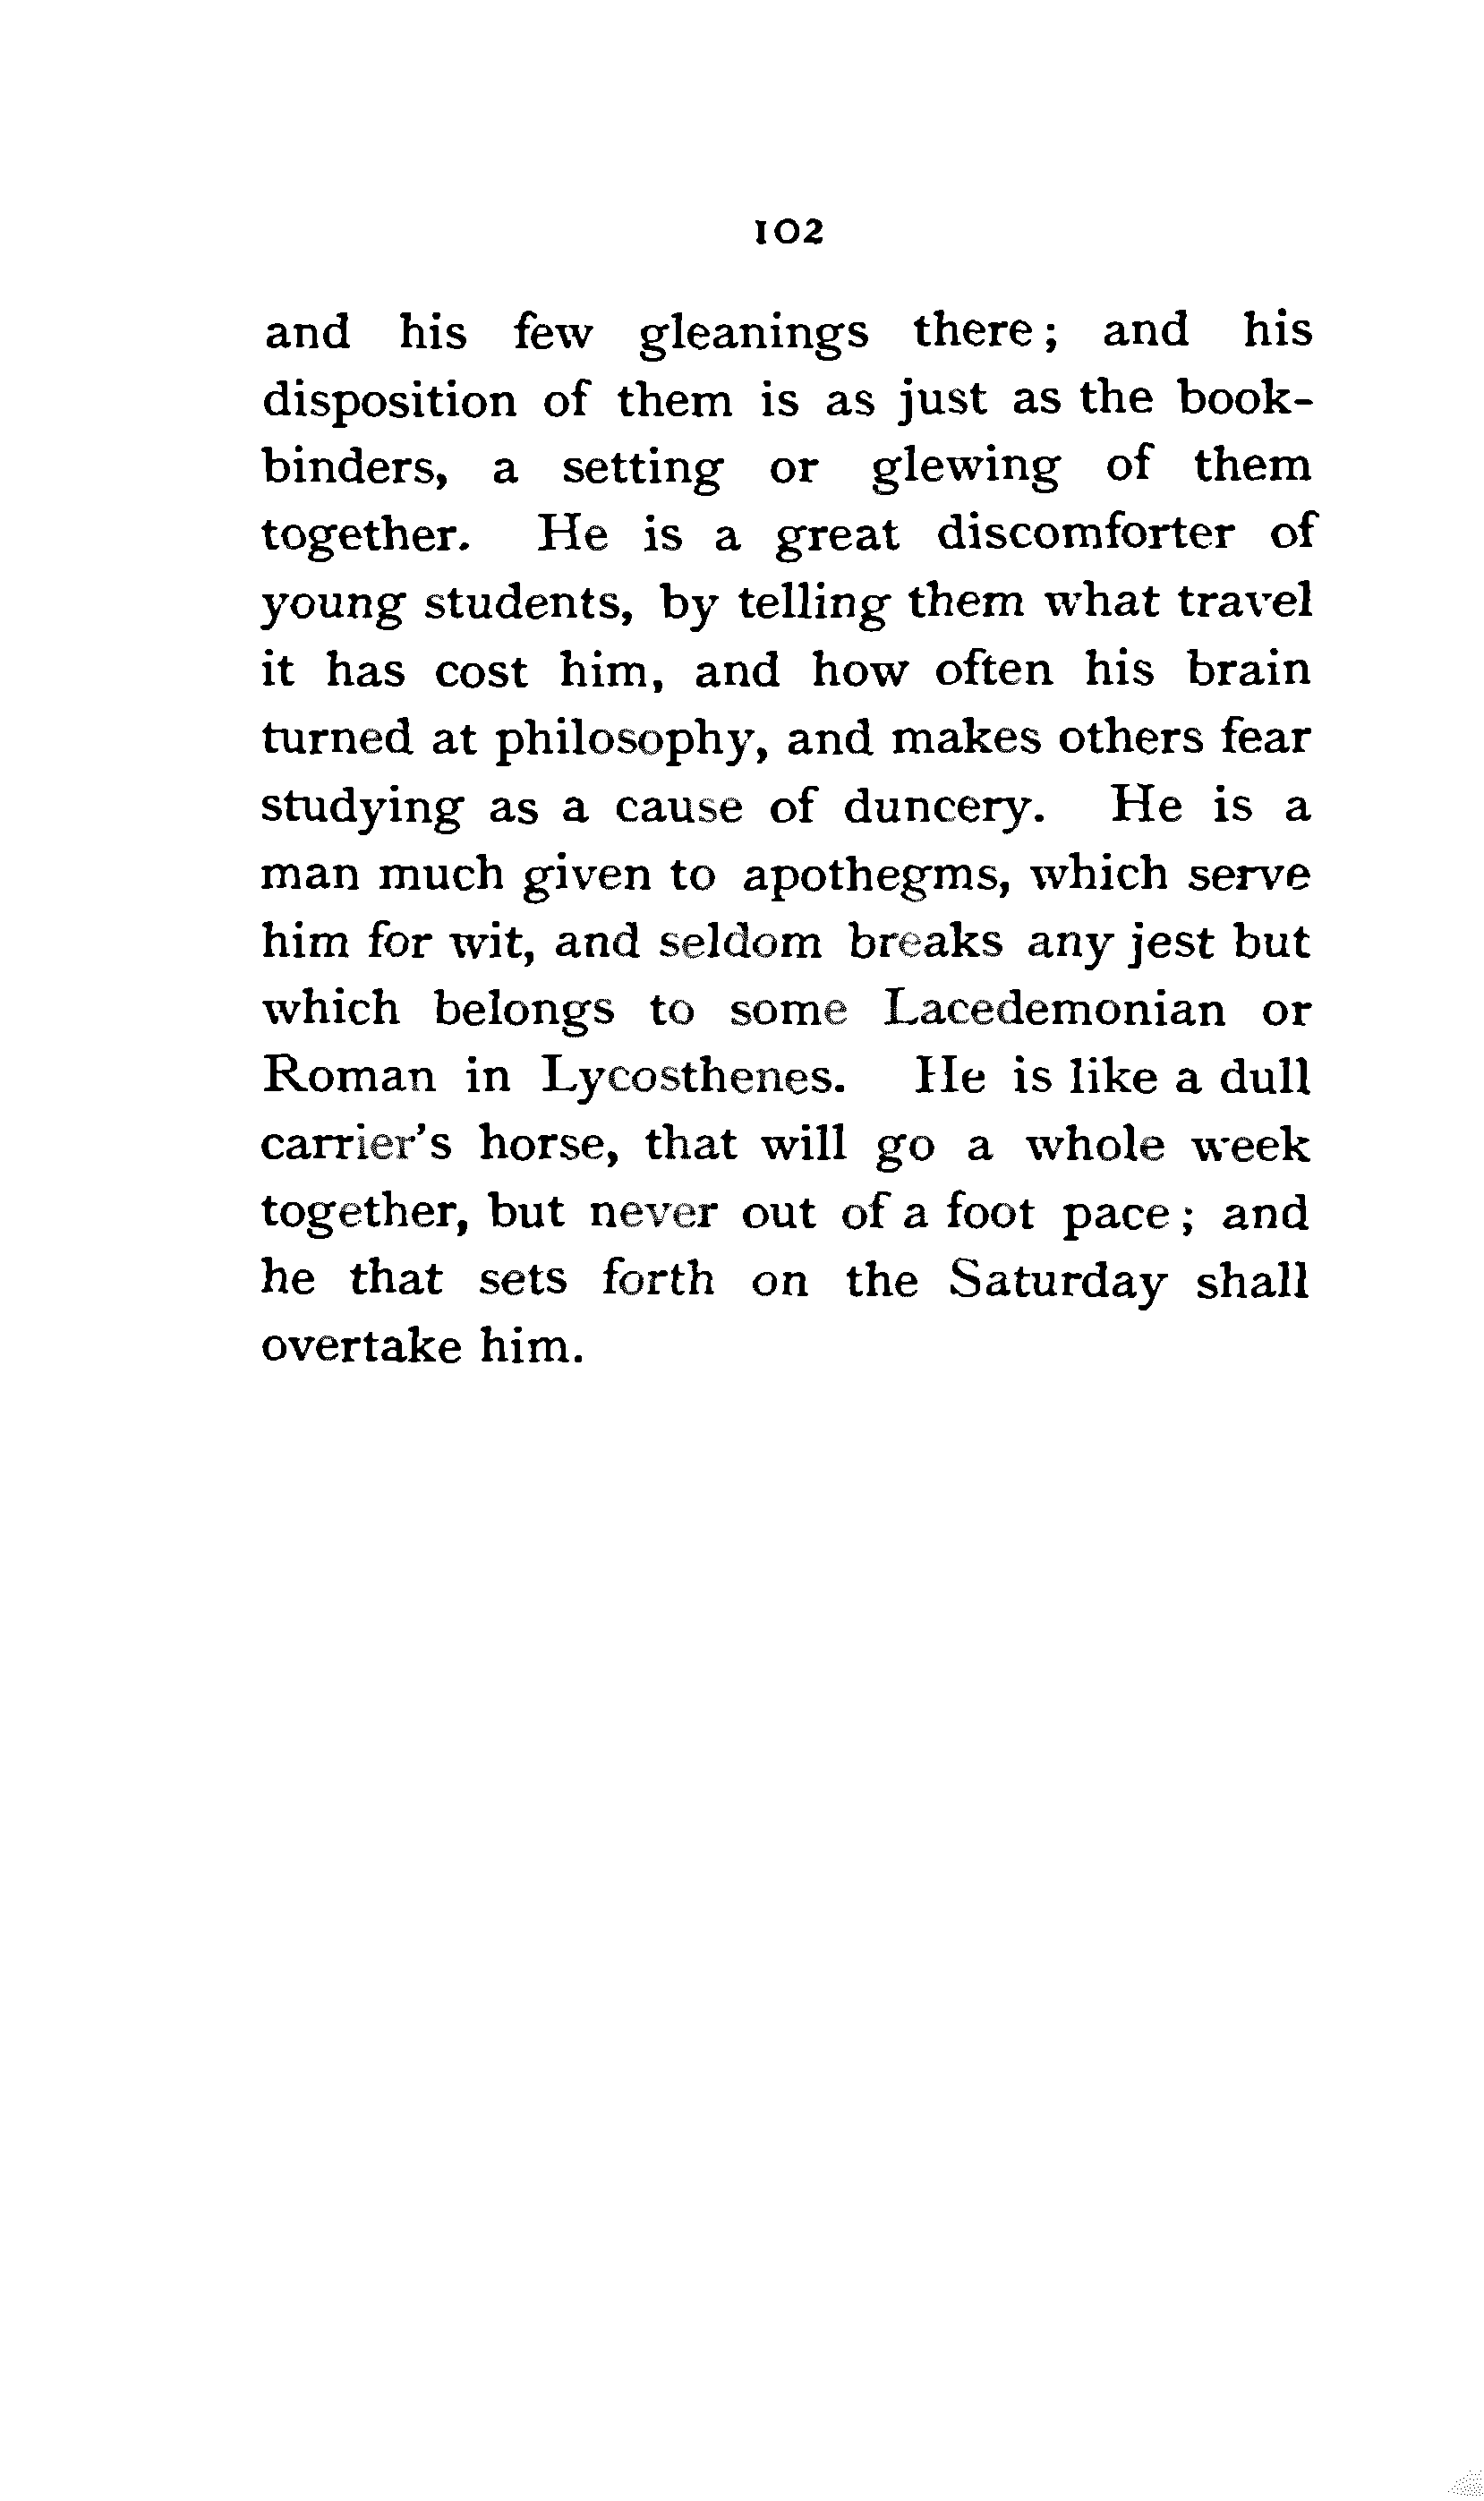 102
and his few gleanings there; and his
disposition of them is as just as the book-
binders, a setting or glewing of them
together. He is a great discomforter of
young students, by telling them what travel
it has cost him, and how often his brain
turned at philosophy, and makes others fear
studying as a cause of duncery. He is a
man much given to apothegms, which serve
him for wit, and seldom breaks any jest but
which belongs to some Lacedemonian or
Roman in Lycosthenes. He is like a dull
carrier's horse, that will go a whole week
together, but never out of a foot pace; and
he that sets forth on the Saturday shall
overtake him.